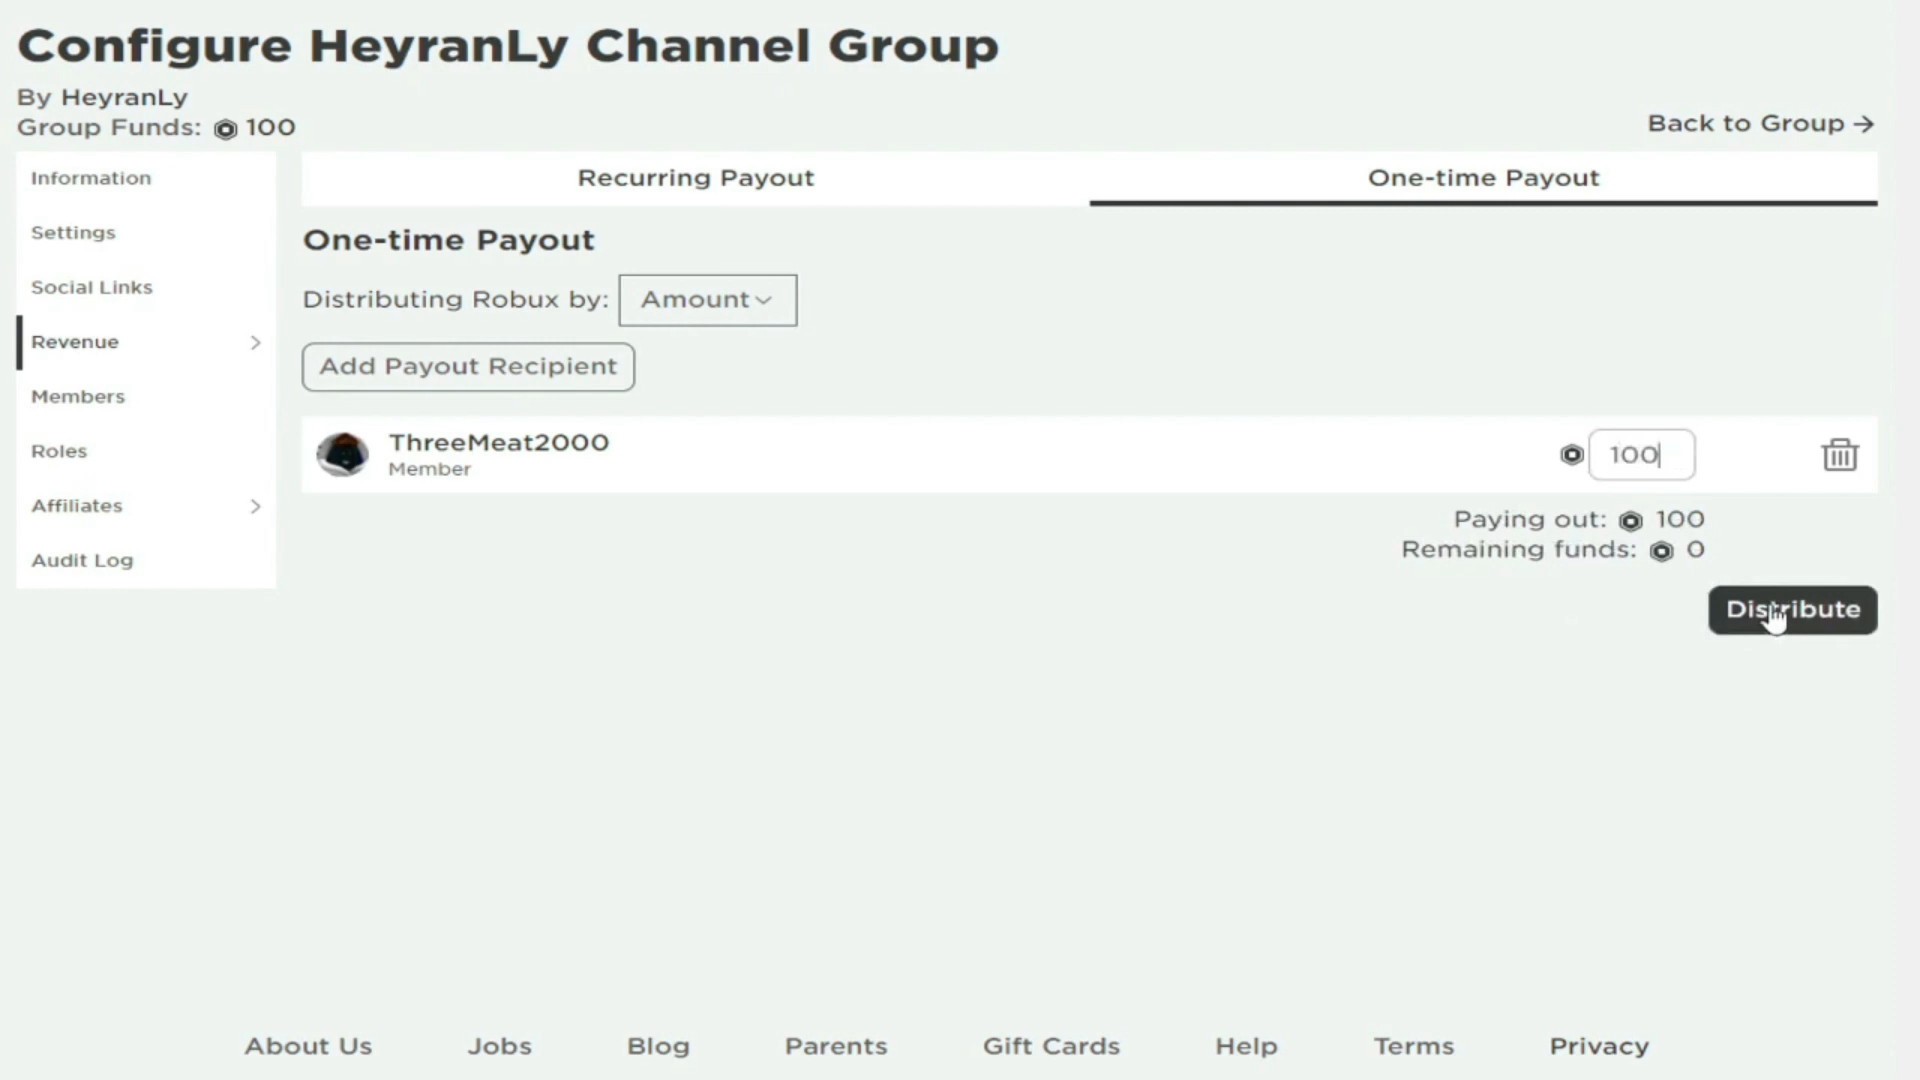 Configure HeyranLy Channel Group
By HeyranLy
Group Funds: 100
Back to Group →
Information
Settings
Social Links
Revenue
Members
Roles
Affiliates
Audit Log
Recurring Payout
One-time Payout
One-time Payout
Distributing Robux by: Amount
Add Payout Recipient
ThreeMeat2000
Member
100
Paying out: 100
Remaining funds: 0
Distribute
About Us Jobs Blog Parents Gift Cards Help Terms Privacy